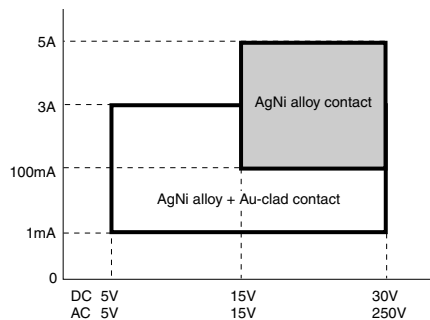 5A
AgNi alloy contact
3A
100mA
AgNi alloy + Au-clad contact
1mA
0
DC 5V 15V 30V
AC 5V 15V 250V